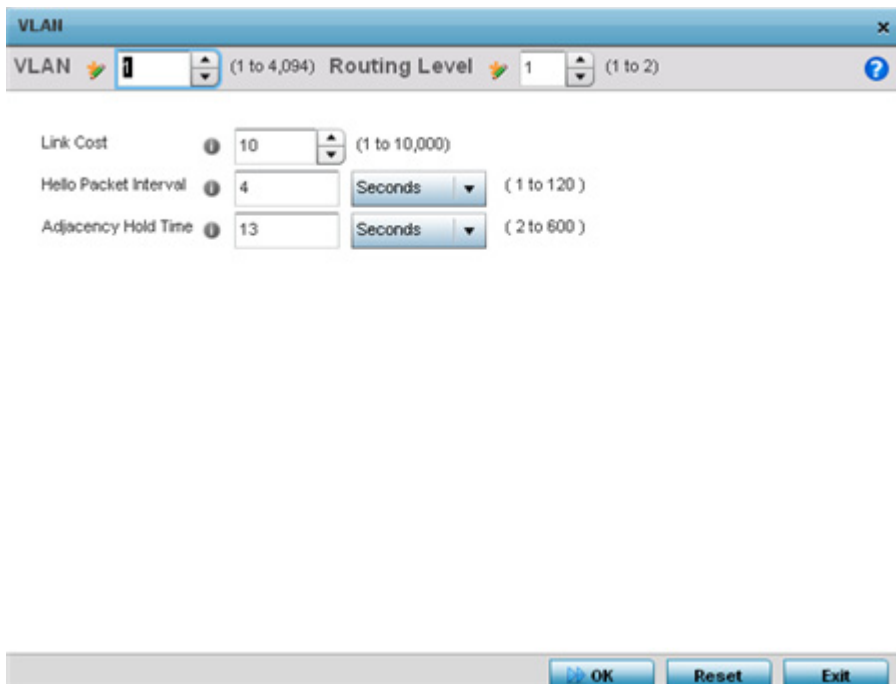 VLAN
VLAN 1 (1 to 4,094) Routing Level 1 (1 to 2)
Link Cost 10 (1 to 10,000)
Hello Packet Interval 4 Seconds ( 1 to 120 )
Adjacency Hold Time 13 Seconds ( 2 to 600 )
OK Reset Exit